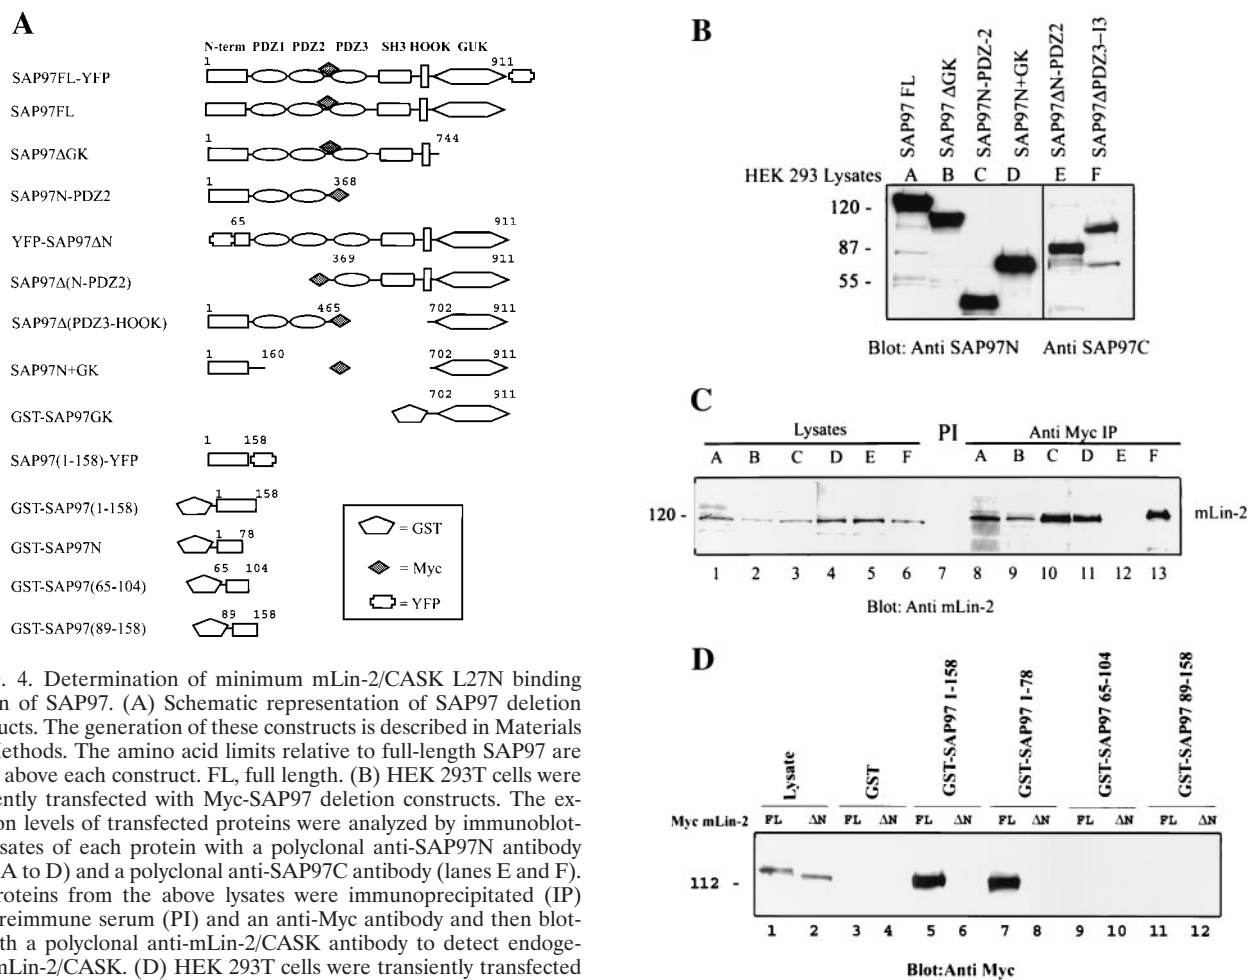 A
N-term PDZ1 PDZ2 PDZ3 SH3 HOOK GUK
1 911
SAP97FL-YFP
SAP97FL
1 744
SAP97ΔGK
1 368
SAP97N-PDZ2
65 911
YFP-SAP97ΔN
369 911
SAP97Δ(N-PDZ2)
1 465 702 911
SAP97Δ(PDZ3-HOOK)
1 160 702 911
SAP97N+GK
702 911
GST-SAP97GK
1 158
SAP97(1-158)-YFP
1 158
GST-SAP97(1-158)
1 78
GST-SAP97N
65 104
GST-SAP97(65-104)
89 158
GST-SAP97(89-158)
= GST
= Myc
= YFP
. 4. Determination of minimum mLin-2/CASK L27N binding
n of SAP97. (A) Schematic representation of SAP97 deletion
ucts. The generation of these constructs is described in Materials
Methods. The amino acid limits relative to full-length SAP97 are
above each construct. FL, full length. (B) HEK 293T cells were
ently transfected with Myc-SAP97 deletion constructs. The ex-
on levels of transfected proteins were analyzed by immunoblot-
sates of each protein with a polyclonal anti-SAP97N antibody
A to D) and a polyclonal anti-SAP97C antibody (lanes E and F).
roteins from the above lysates were immunoprecipitated (IP)
reimmune serum (PI) and an anti-Myc antibody and then blot-
th a polyclonal anti-mLin-2/CASK antibody to detect endoge-
mLin-2/CASK. (D) HEK 293T cells were transiently transfected
B
SAP97 FL
SAP97 ΔGK
SAP97N-PDZ-2
SAP97N+GK
SAP97ΔN-PDZ2
SAP97ΔPDZ3-I3
HEK 293 Lysates A B C D E F
120 -
87 -
55 -
Blot: Anti SAP97N Anti SAP97C
C
Lysates PI Anti Myc IP
A B C D E F A B C D E F
120 - mLin-2
1 2 3 4 5 6 7 8 9 10 11 12 13
Blot: Anti mLin-2
D
Lysate
GST
GST-SAP97 1-158
GST-SAP97 1-78
GST-SAP97 65-104
GST-SAP97 89-158
Myc mLin-2 FL ΔN FL ΔN FL ΔN FL ΔN FL ΔN FL ΔN
112 -
1 2 3 4 5 6 7 8 9 10 11 12
Blot:Anti Myc